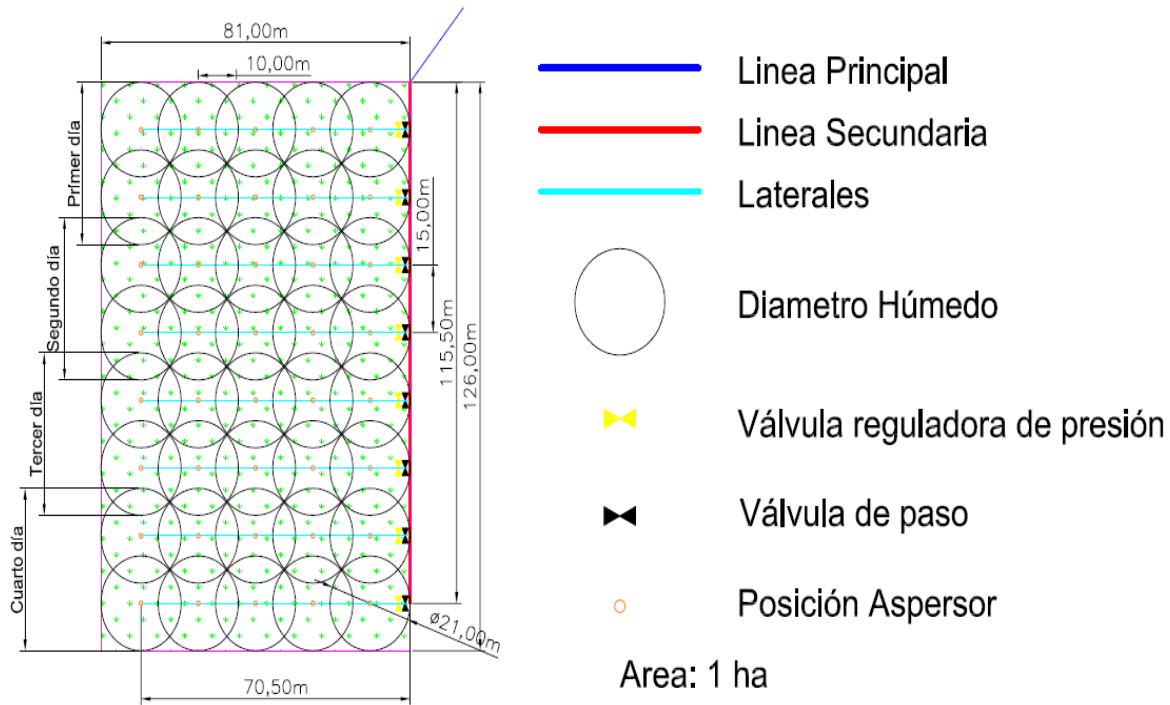 81,00m
10,00m
Prímer día
Segundo día
Tercer día
Cuarto día
15,00m
115,50m
126,00m
ø21,00m
70,50m
Linea Principal
Linea Secundaria
Laterales
Diametro Húmedo
Válvula reguladora de presión
Válvula de paso
Posición Aspersor
Area: 1 ha